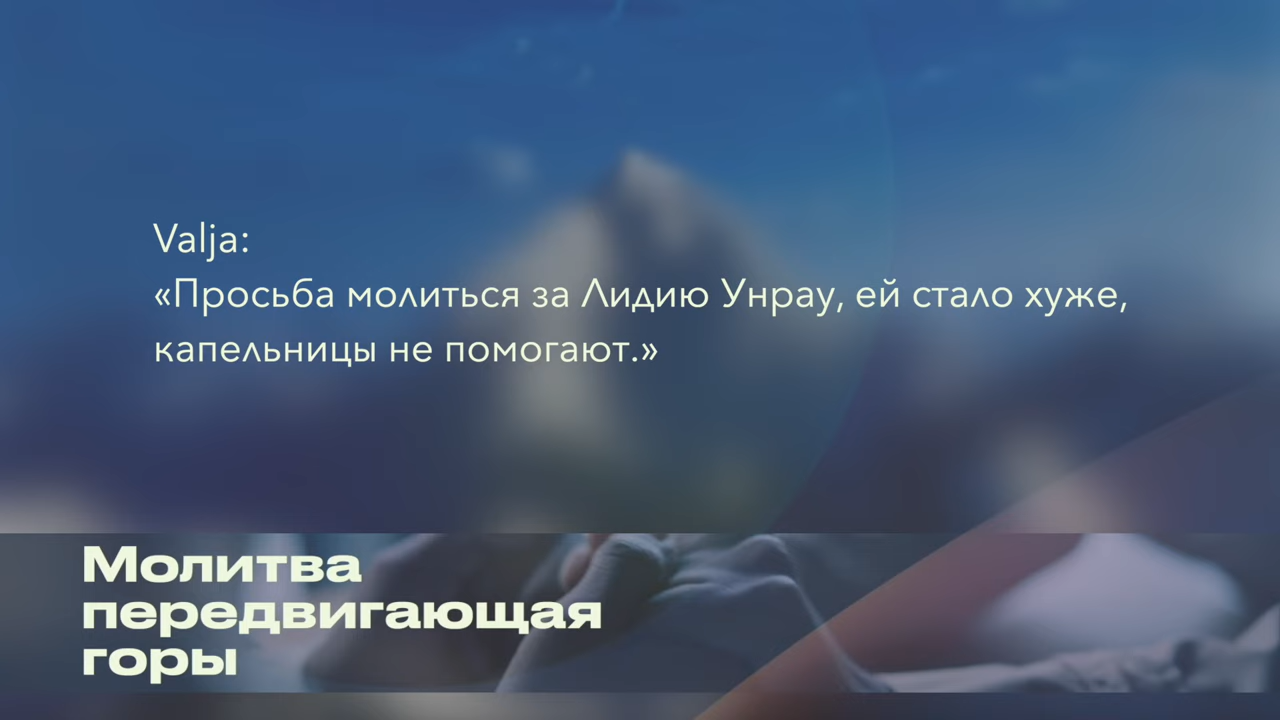 Valja:
«Просьба молиться за Лидию Унрау, ей стало хуже,
капельницы не помогают.»
Молитва
передвигающая
горы